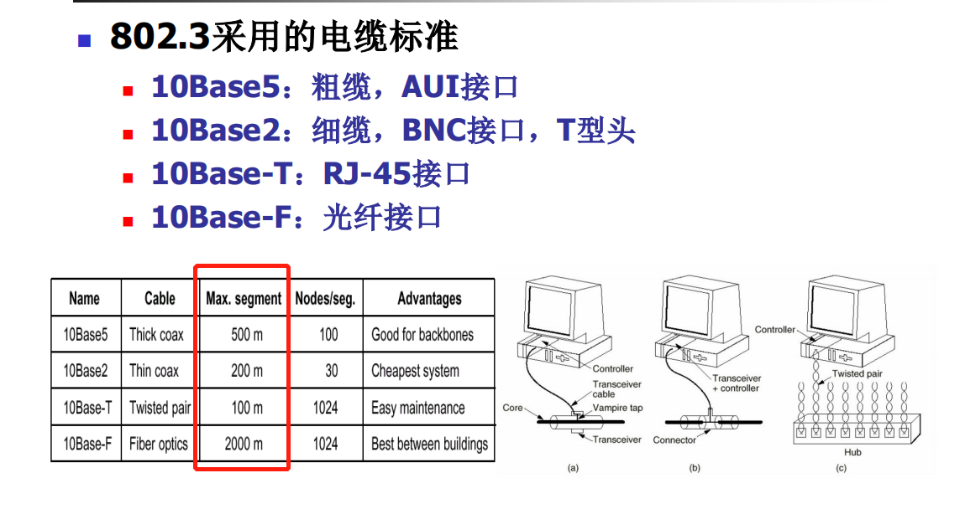 802.3采用的电缆标准
10Base5：粗缆，AUI接口
10Base2：细缆，BNC接口，T型头
10Base-T：RJ-45接口
10Base-F：光纤接口
Name Cable Max. segment Nodes/seg. Advantages
10Base5 Thick coax 500 m 100 Good for backbones
10Base2 Thin coax 200 m 30 Cheapest system
10Base-T Twisted pair 100 m 1024 Easy maintenance
10Base-F Fiber optics 2000 m 1024 Best between buildings
Controller
Transceiver
cable
Vampire tap
Core
Transceiver
(a)
Transceiver
+ controller
Connector
(b)
Controller
Twisted pair
Hub
(c)